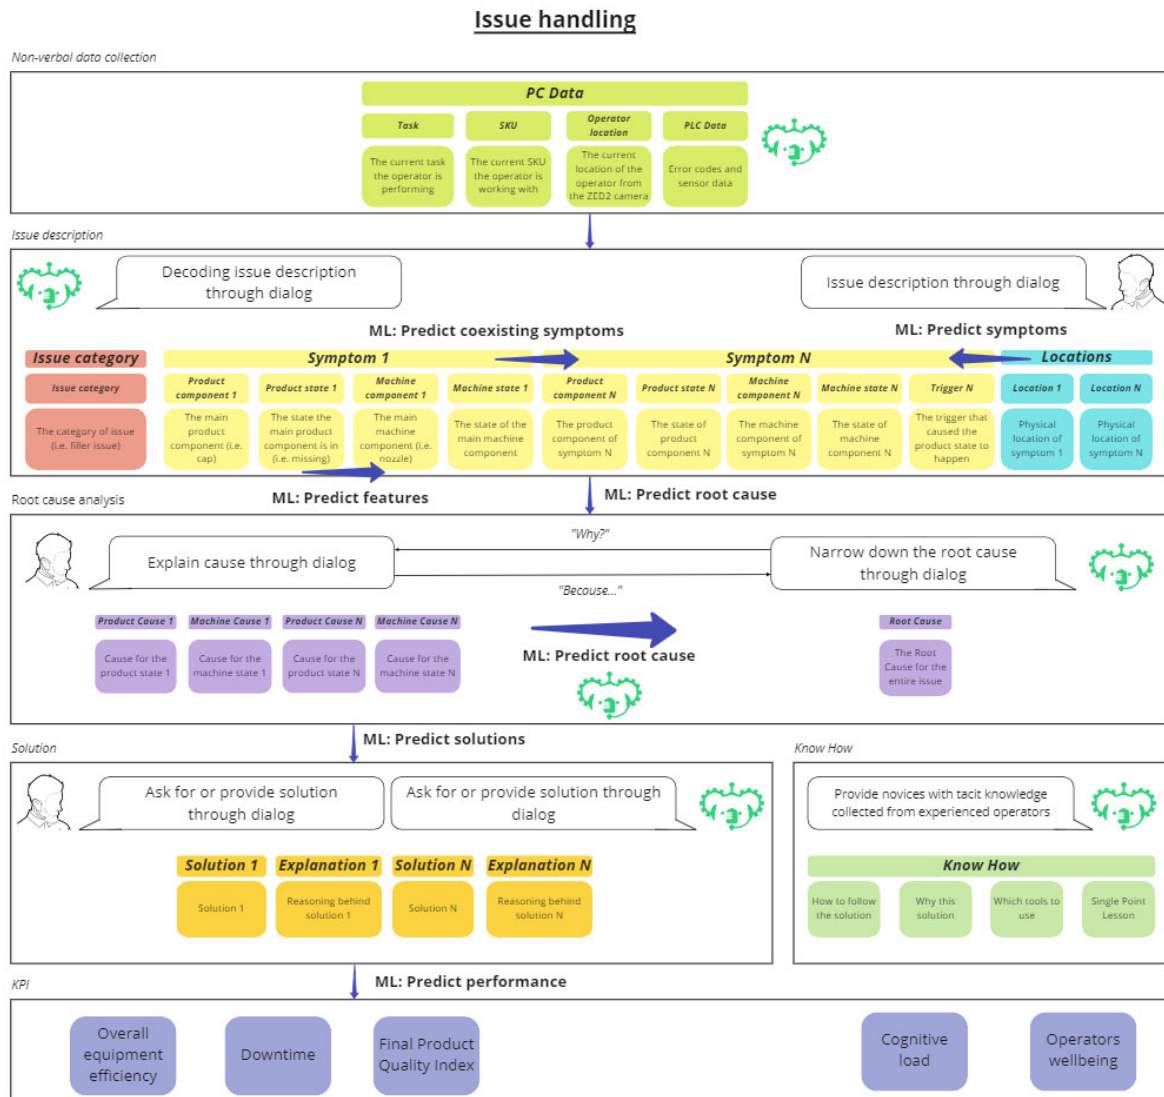 Issue handling
Non-verbal data collection
PC Data
Task
SKU
Operator
location
PLC Data
The current task
the operator is
performing
The current SKU
the operator is
working with
The current
location of the
operator from
the ZED2 camera
Error codes and
sensor data
Issue description
Decoding issue description
through dialog
Issue description through dialog
ML: Predict coexisting symptoms
ML: Predict symptoms
Issue category
Symptom 1
Symptom N
Locations
Issue category
Product
component 1
Product state 1
Machine
component 1
Machine state 1
Product
component N
Product state N
Machine
component N
Machine state N
Trigger N
Location 1
Location N
The category of issue
(i.e. filler issue)
The main
product
component (i.e.
cap)
The state the
main product
component is in
(i.e. missing)
The main
machine
component (i.e.
nozzle)
The state of the
main machine
component
The product
component of
symptom N
The state of
product
component N
The machine
component of
symptom N
The state of
machine
component N
The trigger that
caused the
product state to
happen
Physical
location of
symptom 1
Physical
location of
symptom N
ML: Predict features
ML: Predict root cause
Root cause analysis
"Why?"
Explain cause through dialog
Narrow down the root cause
through dialog
"Because..."
Product Cause 1
Machine Cause 1
Product Cause N
Machine Cause N
Root Cause
Cause for the
product state 1
Cause for the
machine state 1
Cause for the
product state N
Cause for the
machine state N
The Root
Cause for the
entire issue
ML: Predict root cause
ML: Predict solutions
Solution
Know How
Ask for or provide solution
through dialog
Ask for or provide solution through
dialog
Provide novices with tacit knowledge
collected from experienced operators
Solution 1
Explanation 1
Solution N
Explanation N
Solution 1
Reasoning behind
solution 1
Solution N
Reasoning behind
solution N
Know How
How to follow
the solution
Why this
solution
Which tools to
use
Single Point
Lesson
ML: Predict performance
KPI
Overall
equipment
efficiency
Downtime
Final Product
Quality Index
Cognitive
load
Operators
wellbeing